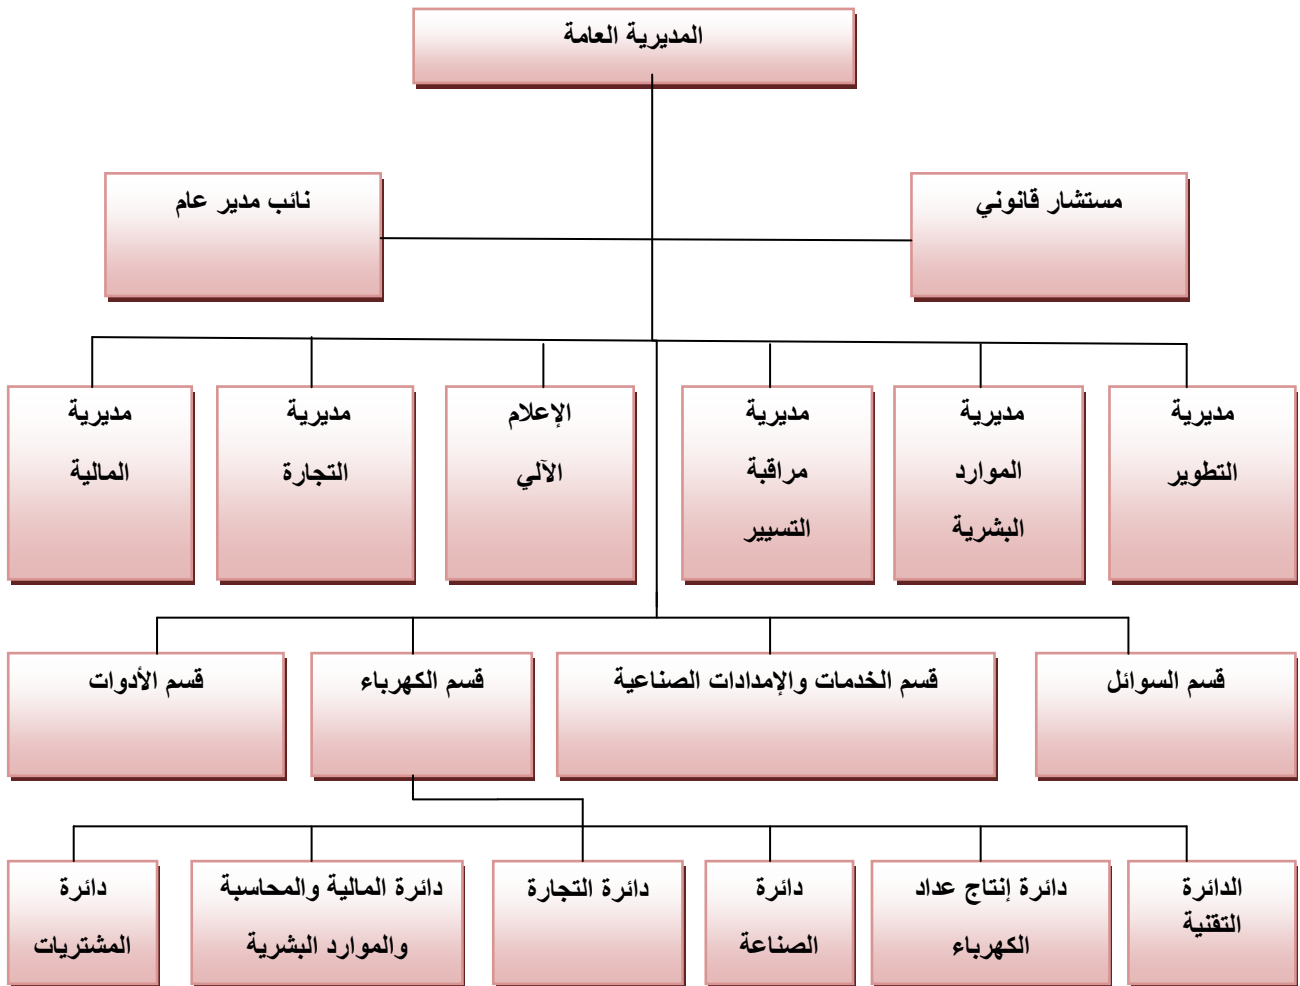 المديرية العامة
مستشار قانوني
نائب مدير عام
مديرية
التطوير
مديرية
الموارد
البشرية
مديرية
مراقبة
التسيير
الإعلام
الآلي
مديرية
التجارة
مديرية
المالية
قسم السوائل
قسم الخدمات والإمدادات الصناعية
قسم الكهرباء
قسم الأدوات
الدائرة
التقنية
دائرة إنتاج عداد
الكهرباء
دائرة
الصناعة
دائرة التجارة
دائرة المالية والمحاسبة
والموارد البشرية
دائرة
المشتريات